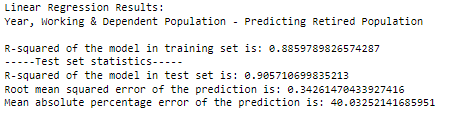 Linear Regression Results:
Year, Working & Dependent Population - Predicting Retired Population
R-squared of the model in training set is: 0.8859789826574287
-----Test set statistics-----
R-squared of the model in test set is: 0.905710699835213
Root mean squared error of the prediction is: 0.34261470433927416
Mean absolute percentage error of the prediction is: 40.03252141685951